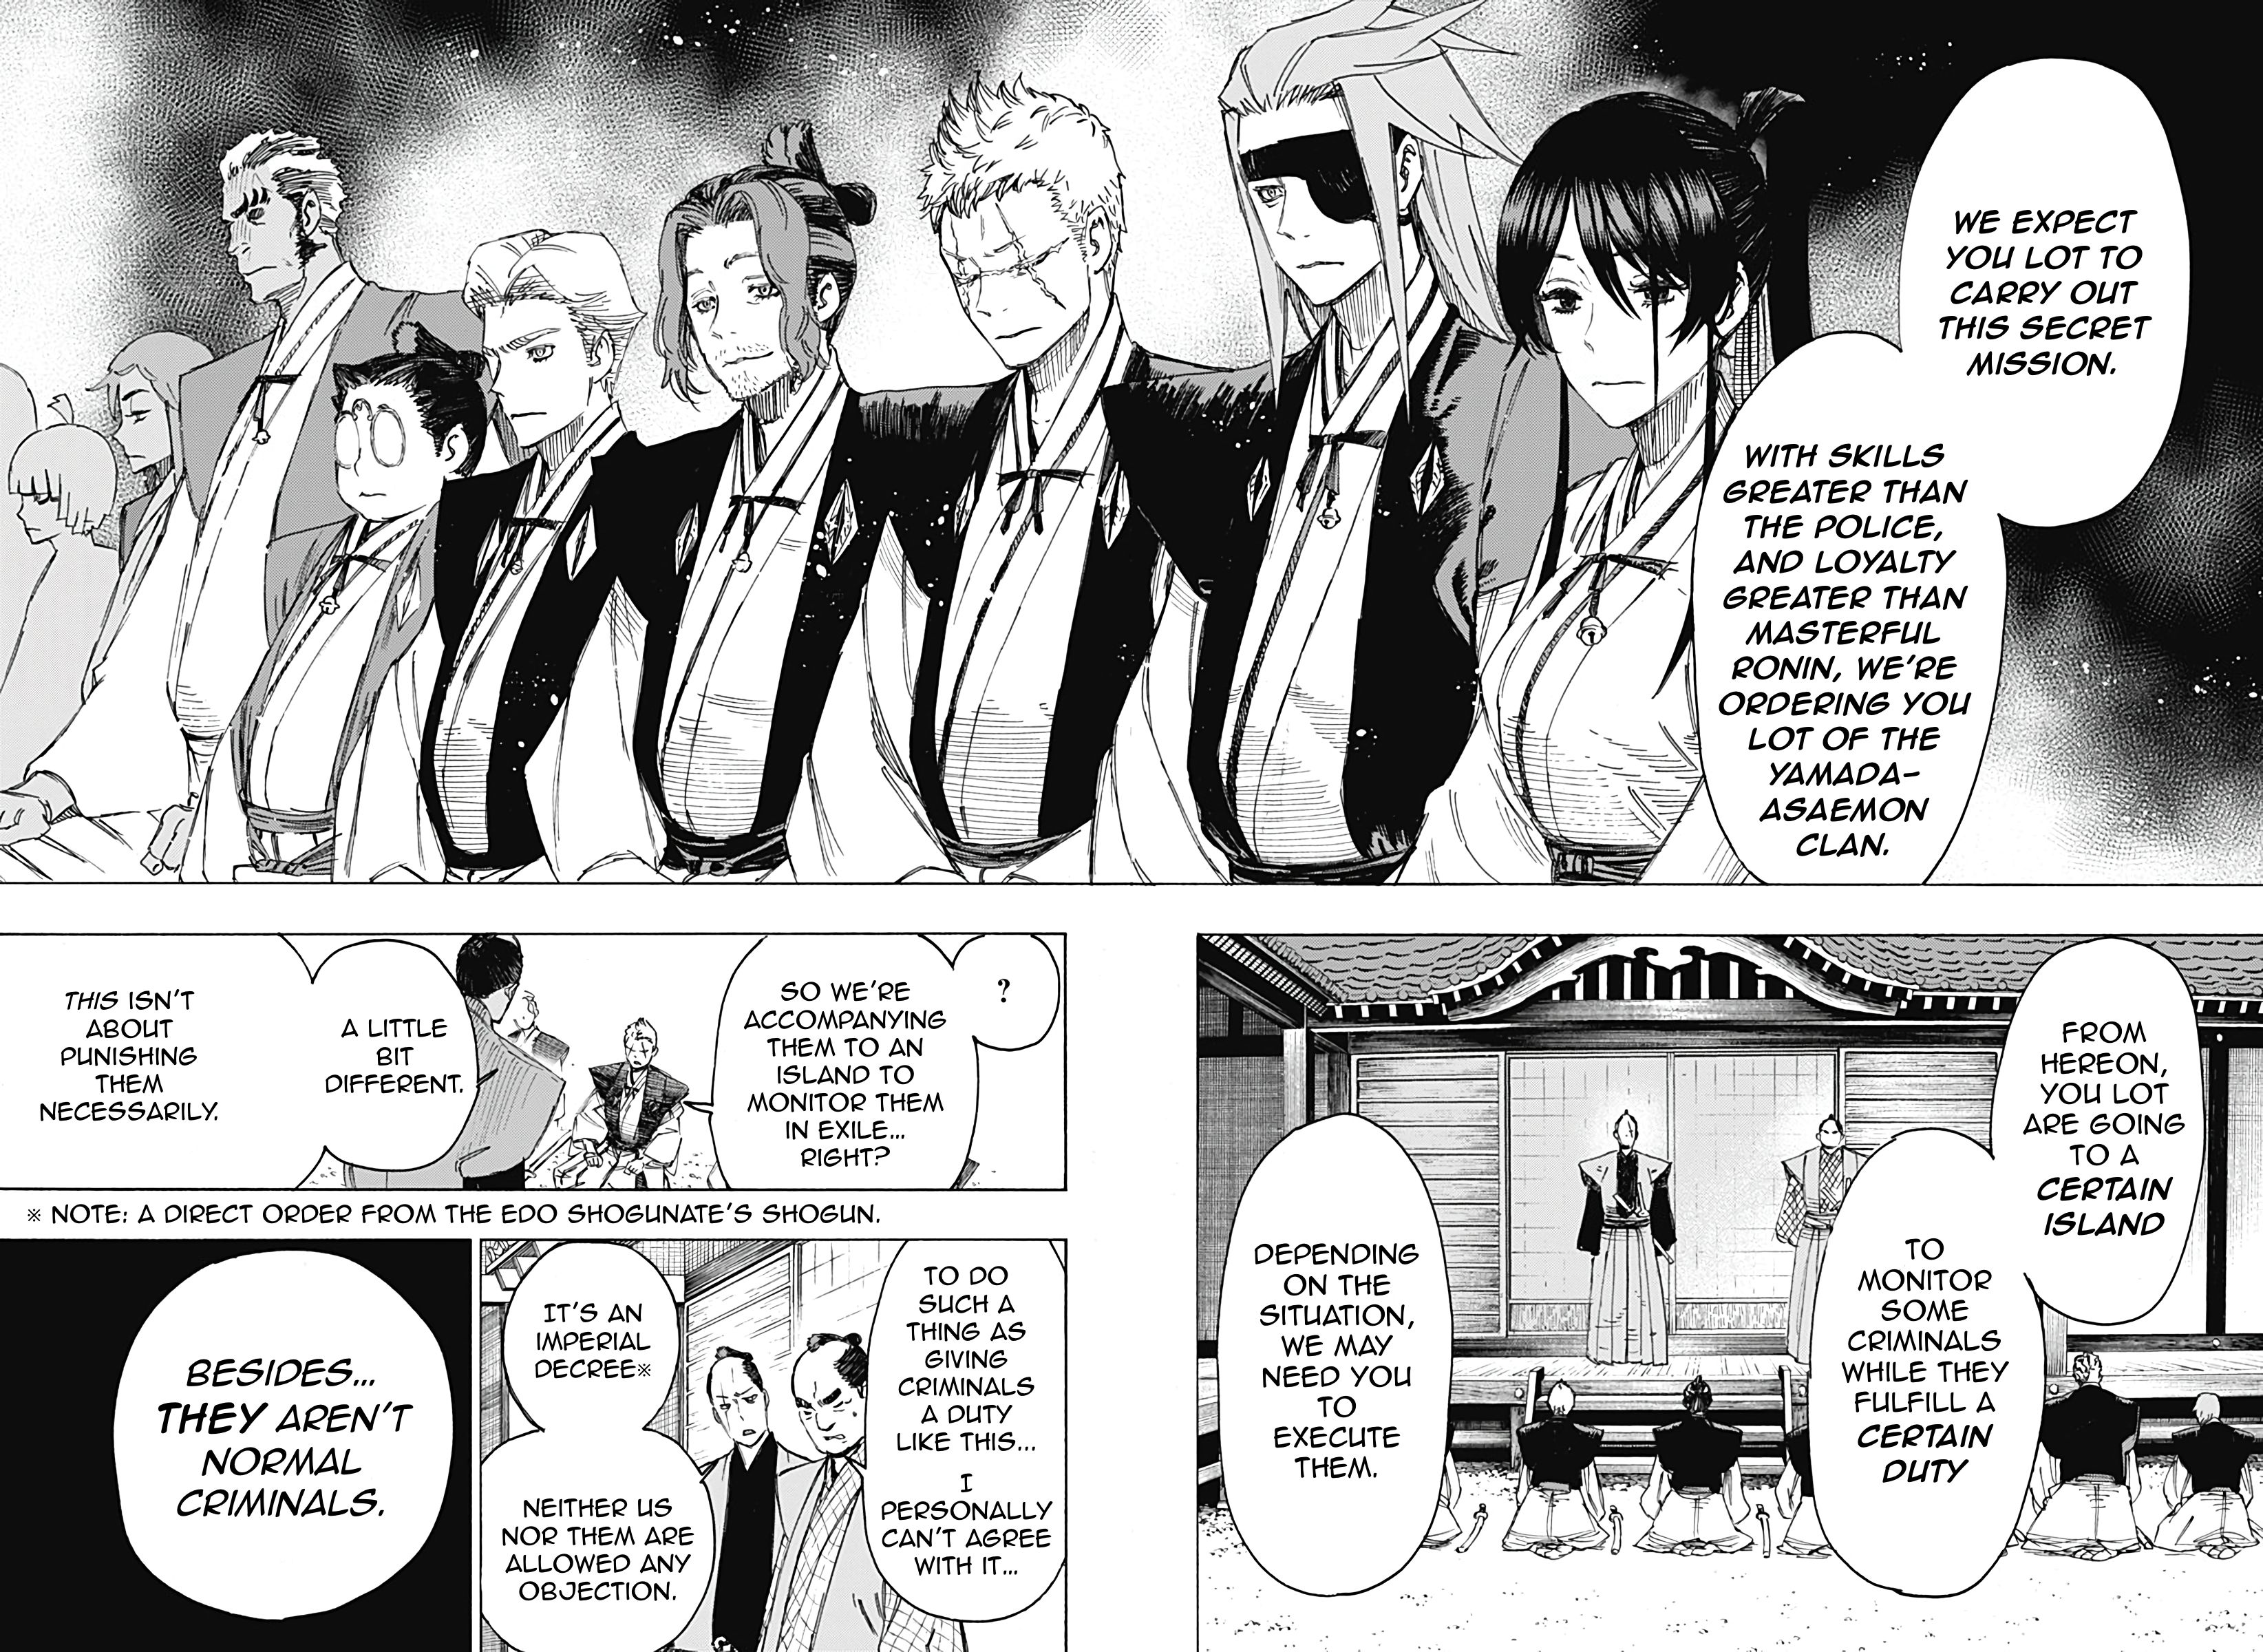 WE EXPECT
YOU LOT TO
CARRY OUT
THIS SECRET
MISSION.
WITH SKILLS
GREATER THAN
THE POLICE,
AND LOYALTY
GREATER THAN
MASTERFUL
RONIN, WE'RE
ORDERING YOU
LOT OF THE
YAMADA-
ASAEMON
CLAN.
FROM
HEREON,
YOU LOT
ARE GOING
TO A
CERTAIN
ISLAND
TO
MONITOR
SOME
CRIMINALS
WHILE THEY
FULFILL A
CERTAIN
DUTY
DEPENDING
ON THE
SITUATION,
WE MAY
NEED YOU
TO
EXECUTE
THEM.
?
SO WE'RE
ACCOMPANYING
THEM TO AN
ISLAND TO
MONITOR THEM
IN EXILE...
RIGHT?
A LITTLE
BIT
DIFFERENT.
THIS ISN'T
ABOUT
PUNISHING
THEM
NECESSARILY.
※ NOTE: A DIRECT ORDER FROM THE EDO SHOGUNATE'S SHOGUN.
TO DO
SUCH A
THING AS
GIVING
CRIMINALS
A DUTY
LIKE THIS...
I
PERSONALLY
CAN'T AGREE
WITH IT...
IT'S AN
IMPERIAL
DECREE※
NEITHER US
NOR THEM ARE
ALLOWED ANY
OBJECTION.
BESIDES...
THEY AREN'T
NORMAL
CRIMINALS.